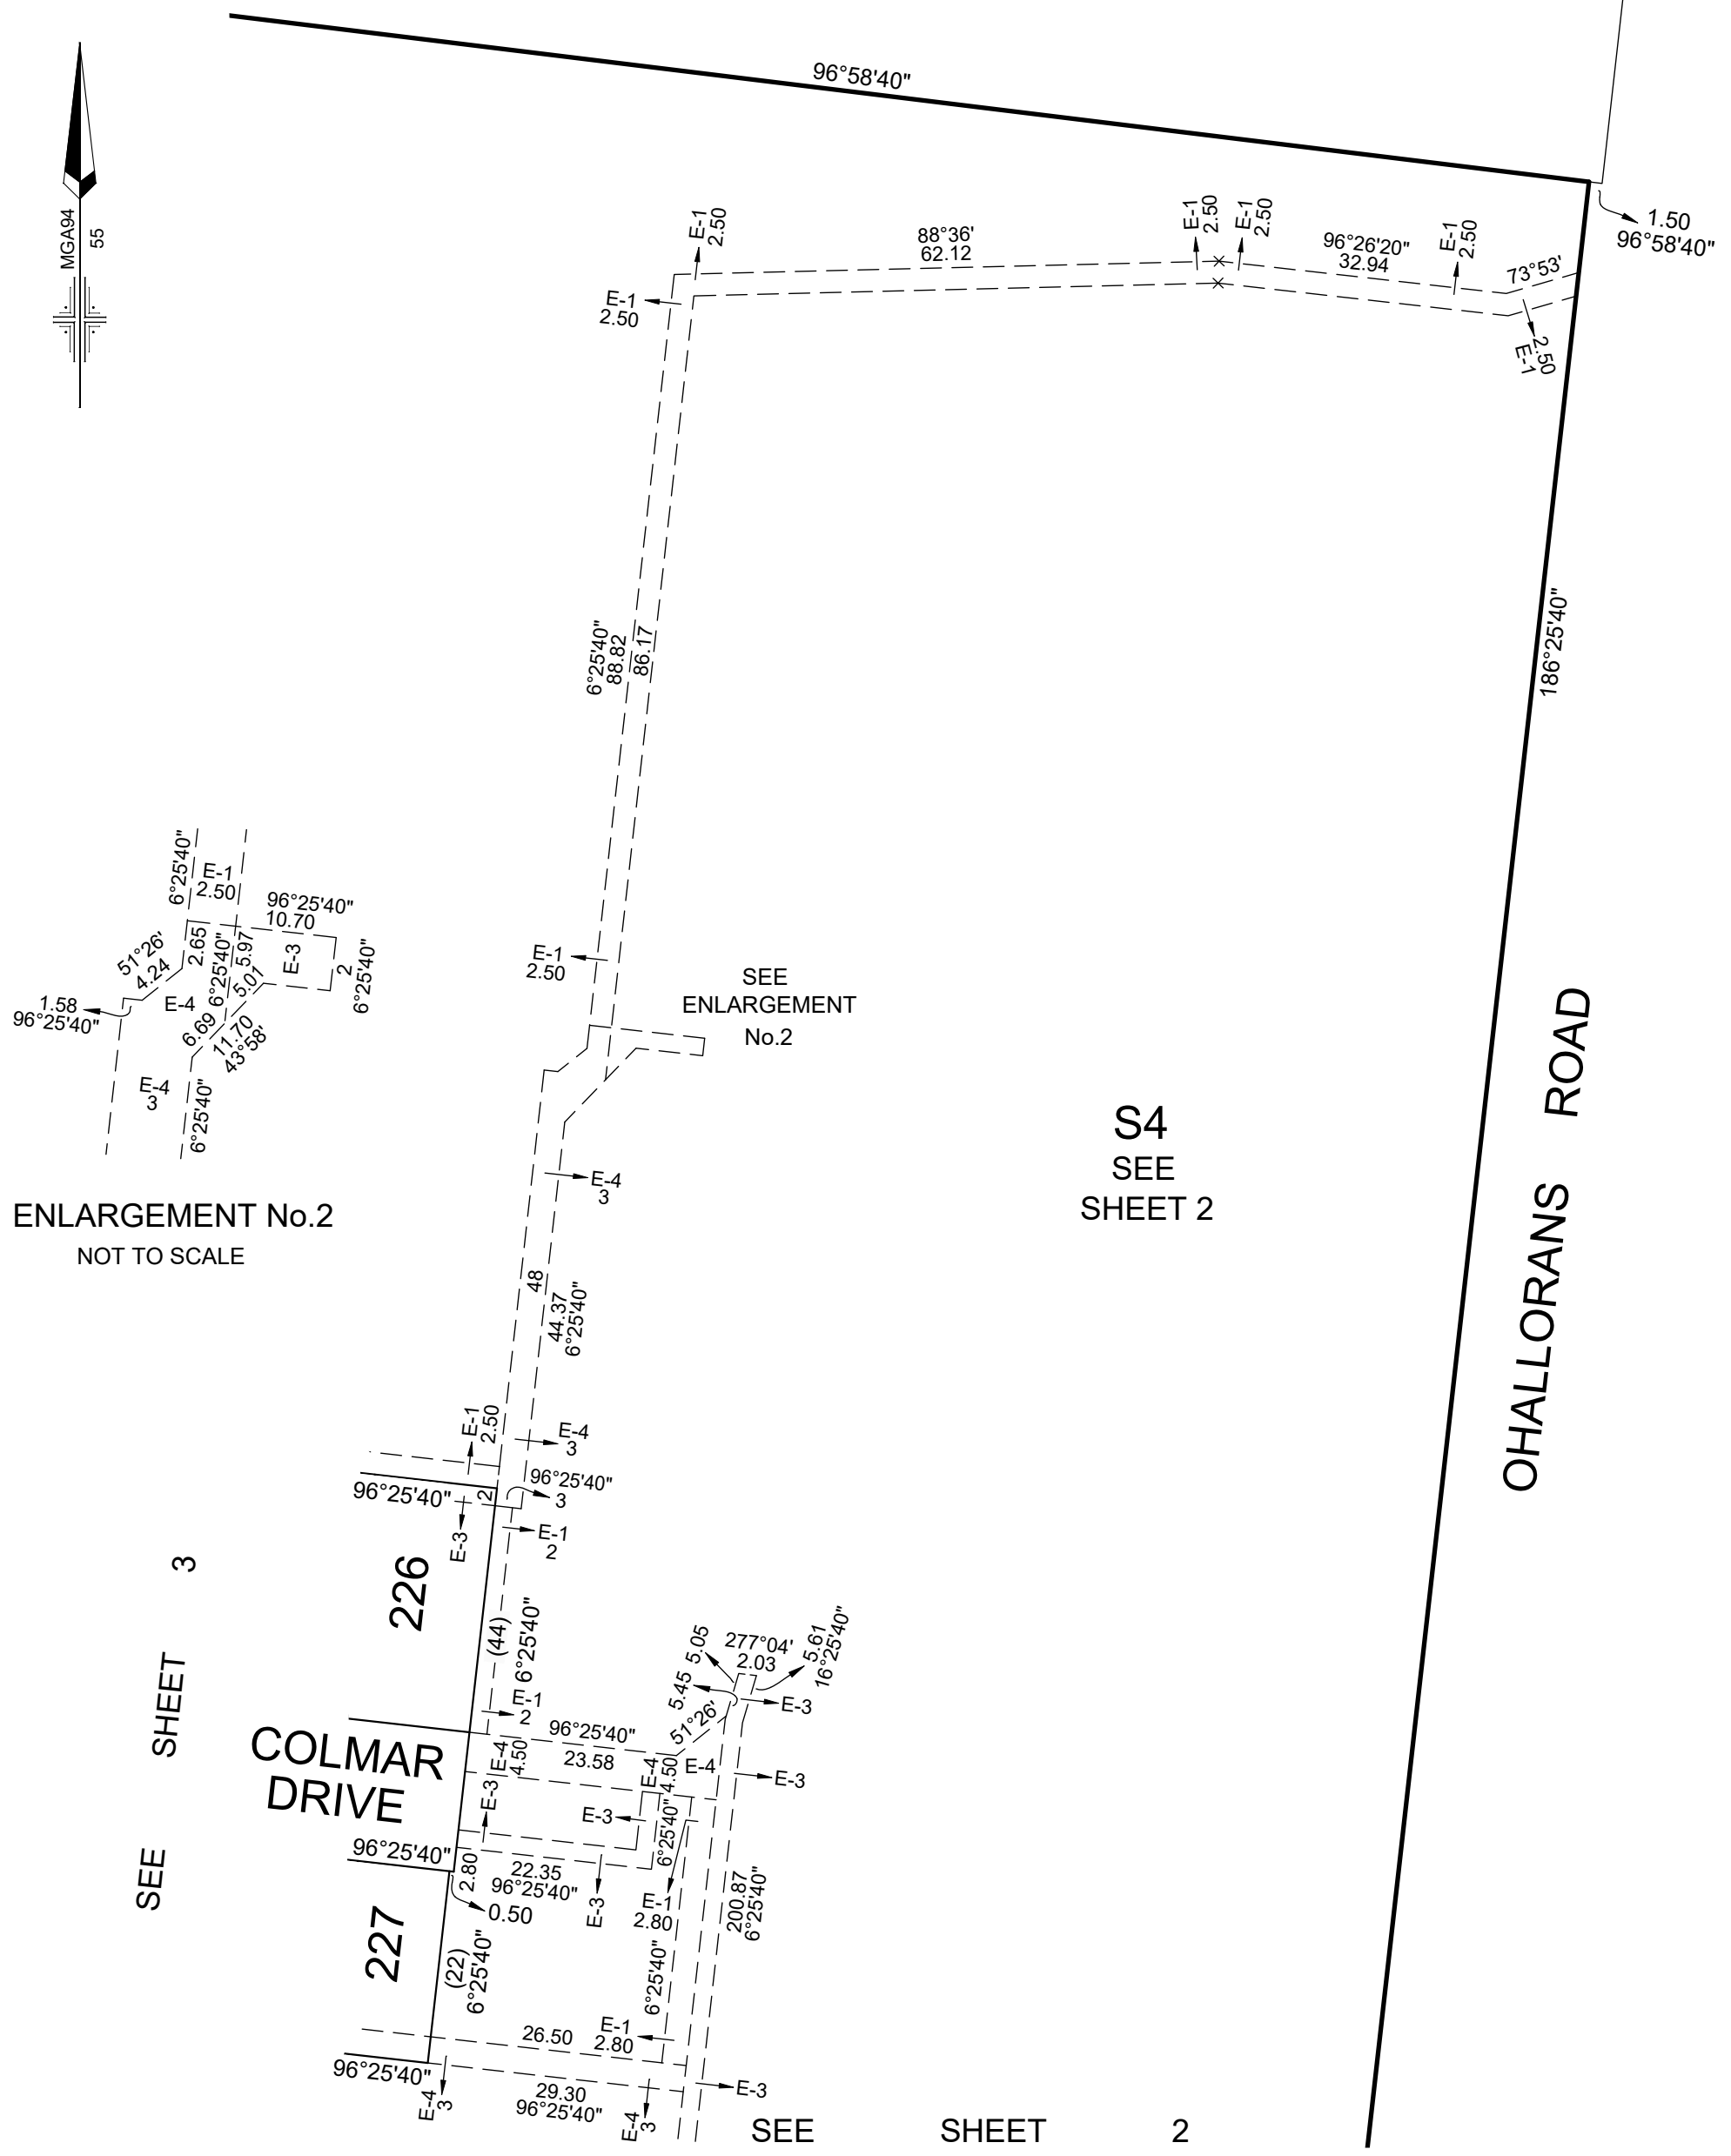 96°58'40"
MGA94
55
1.50
96°58'40"
E-1
2.50
88°36'
62.12
E-1
2.50
E-1
2.50
96°26'20"
32.94
E-1
2.50
73°53'
E-1
2.50
E-1
2.50
6°25'40"
88.82
86.17
186°25'40"
6°25'40"
E-1
2.50
96°25'40"
10.70
51°26'
4.24
2.65
6°25'40"
5.97
E-3
2
6°25'40"
5.01
E-4
1.58
96°25'40"
6.69
11.70
43°58'
E-4
3
6°25'40"
ENLARGEMENT No.2
NOT TO SCALE
E-1
2.50
SEE
ENLARGEMENT
No.2
S4
SEE
SHEET 2
OHALLORANS ROAD
E-4
3
48
44.37
6°25'40"
E-1
2.50
E-4
3
96°25'40"
2
96°25'40"
3
E-3
E-1
2
226
(44)
6°25'40"
SEE SHEET 3
E-1
2
5.05
277°04'
2.03
5.61
16°25'40"
5.45
51°26'
E-3
COLMAR
DRIVE
96°25'40"
23.58
E-4
4.50
E-4
4.50
E-4
E-3
E-3
E-3
6°25'40"
96°25'40"
2.80
22.35
96°25'40"
E-3
0.50
E-1
2.80
200.87
6°25'40"
227
(22)
6°25'40"
6°25'40"
26.50
E-1
2.80
96°25'40"
E-4
3
29.30
96°25'40"
E-4
3
E-3
SEE SHEET 2